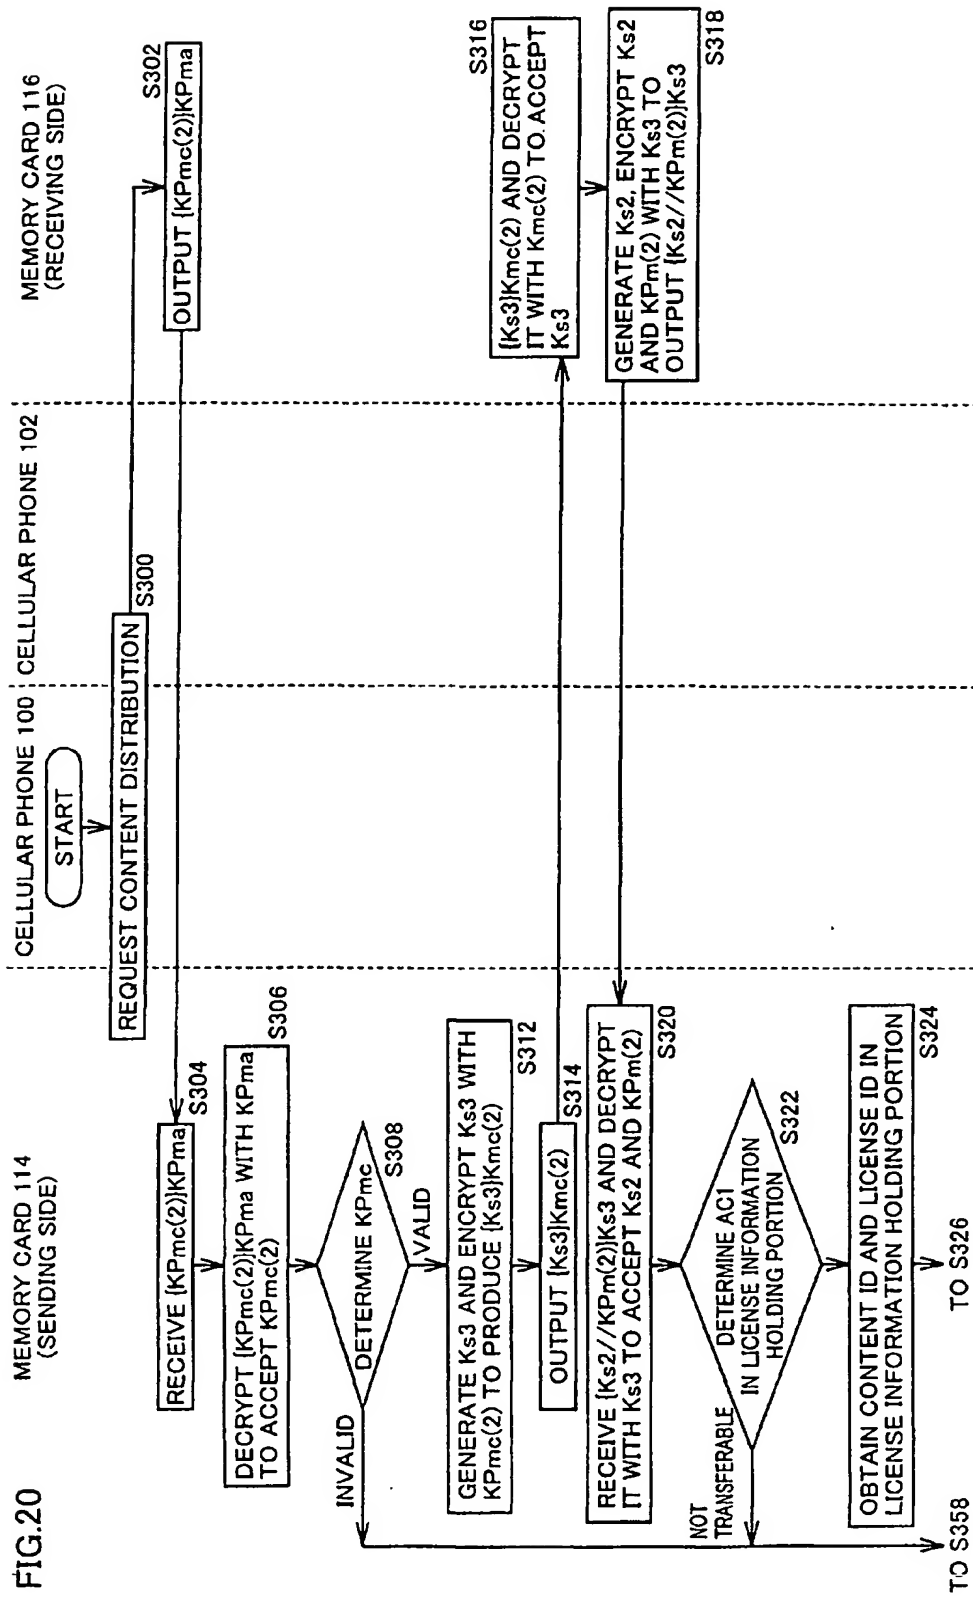 FIG.20
MEMORY CARD 114
(SENDING SIDE)
CELLULAR PHONE 100
CELLULAR PHONE 102
MEMORY CARD 116
(RECEIVING SIDE)
START
REQUEST CONTENT DISTRIBUTION
S300
S302
OUTPUT {KPmc(2)}KPma
RECEIVE {KPmc(2)}KPma
S304
DECRYPT {KPmc(2)}KPma WITH KPma
TO ACCEPT KPmc(2)
S306
DETERMINE KPmc
S308
INVALID
VALID
GENERATE Ks3 AND ENCRYPT Ks3 WITH
KPmc(2) TO PRODUCE {Ks3}Kmc(2)
S312
OUTPUT {Ks3}Kmc(2)
S314
S316
{Ks3}Kmc(2) AND DECRYPT
IT WITH Kmc(2) TO ACCEPT
Ks3
GENERATE Ks2, ENCRYPT Ks2
AND KPm(2) WITH Ks3 TO
OUTPUT {Ks2//KPm(2)}Ks3
S318
RECEIVE {Ks2//KPm(2)}Ks3 AND DECRYPT
IT WITH Ks3 TO ACCEPT Ks2 AND KPm(2)
S320
DETERMINE AC1
IN LICENSE INFORMATION
HOLDING PORTION
S322
NOT
TRANSFERABLE
OBTAIN CONTENT ID AND LICENSE ID IN
LICENSE INFORMATION HOLDING PORTION
S324
TO S358
TO S326